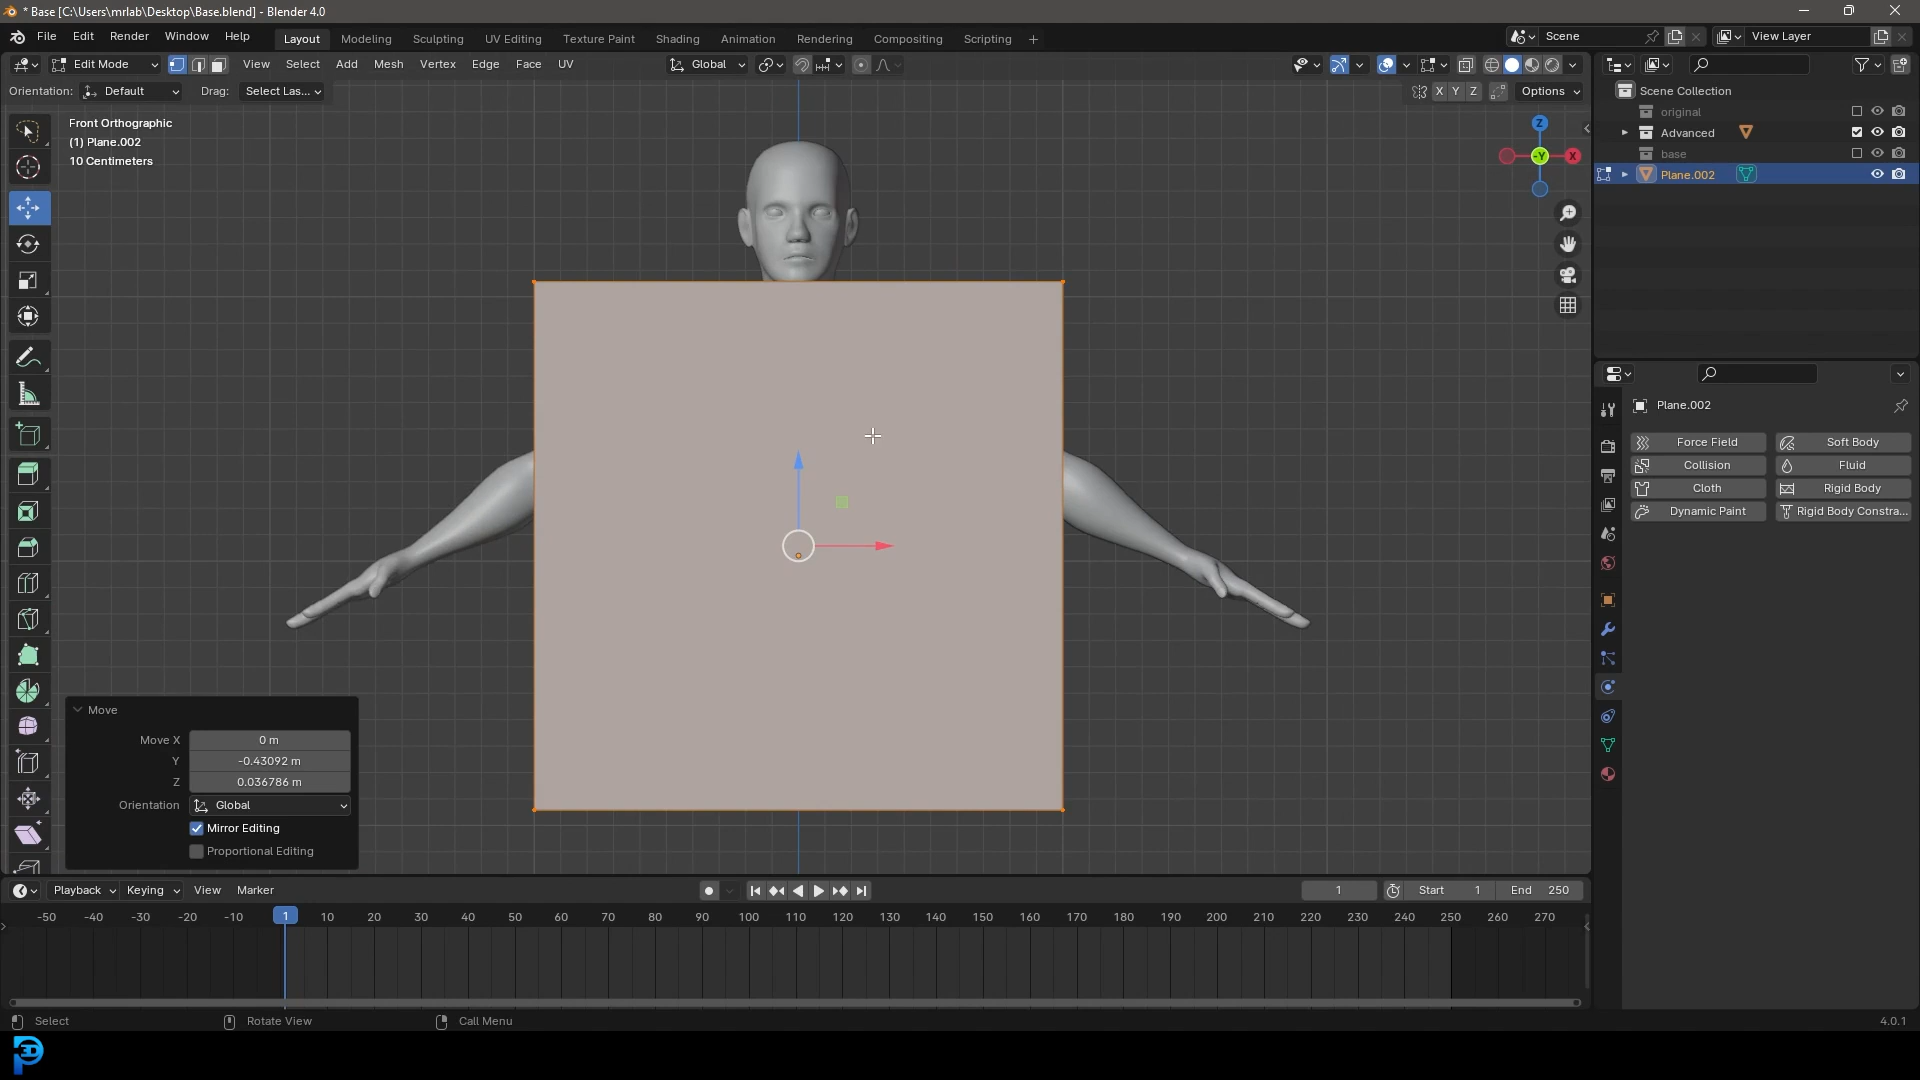 * Base [C:\Users\mrlab\Desktop\Base.blend] - Blender 4.0
File Edit Render Window Help Layout Modeling Sculpting UV Editing Texture Paint Shading Animation Rendering Compositing Scripting + Scene View Layer
Edit Mode View Select Add Mesh Vertex Edge Face UV Global
Orientation: Default Drag: Select Las... X Y Z Options
Front Orthographic
(1) Plane.002
10 Centimeters
Z
-Y X
Scene Collection
original
Advanced
base
Plane.002
Plane.002
Force Field Soft Body
Collision Fluid
Cloth Rigid Body
Dynamic Paint Rigid Body Constra...
Move
Move X 0 m
Y -0.43092 m
Z 0.036786 m
Orientation Global
Mirror Editing
Proportional Editing
Playback Keying View Marker 1 Start 1 End 250
-50 -40 -30 -20 -10 1 10 20 30 40 50 60 70 80 90 100 110 120 130 140 150 160 170 180 190 200 210 220 230 240 250 260 270
Select Rotate View Call Menu 4.0.1
3D